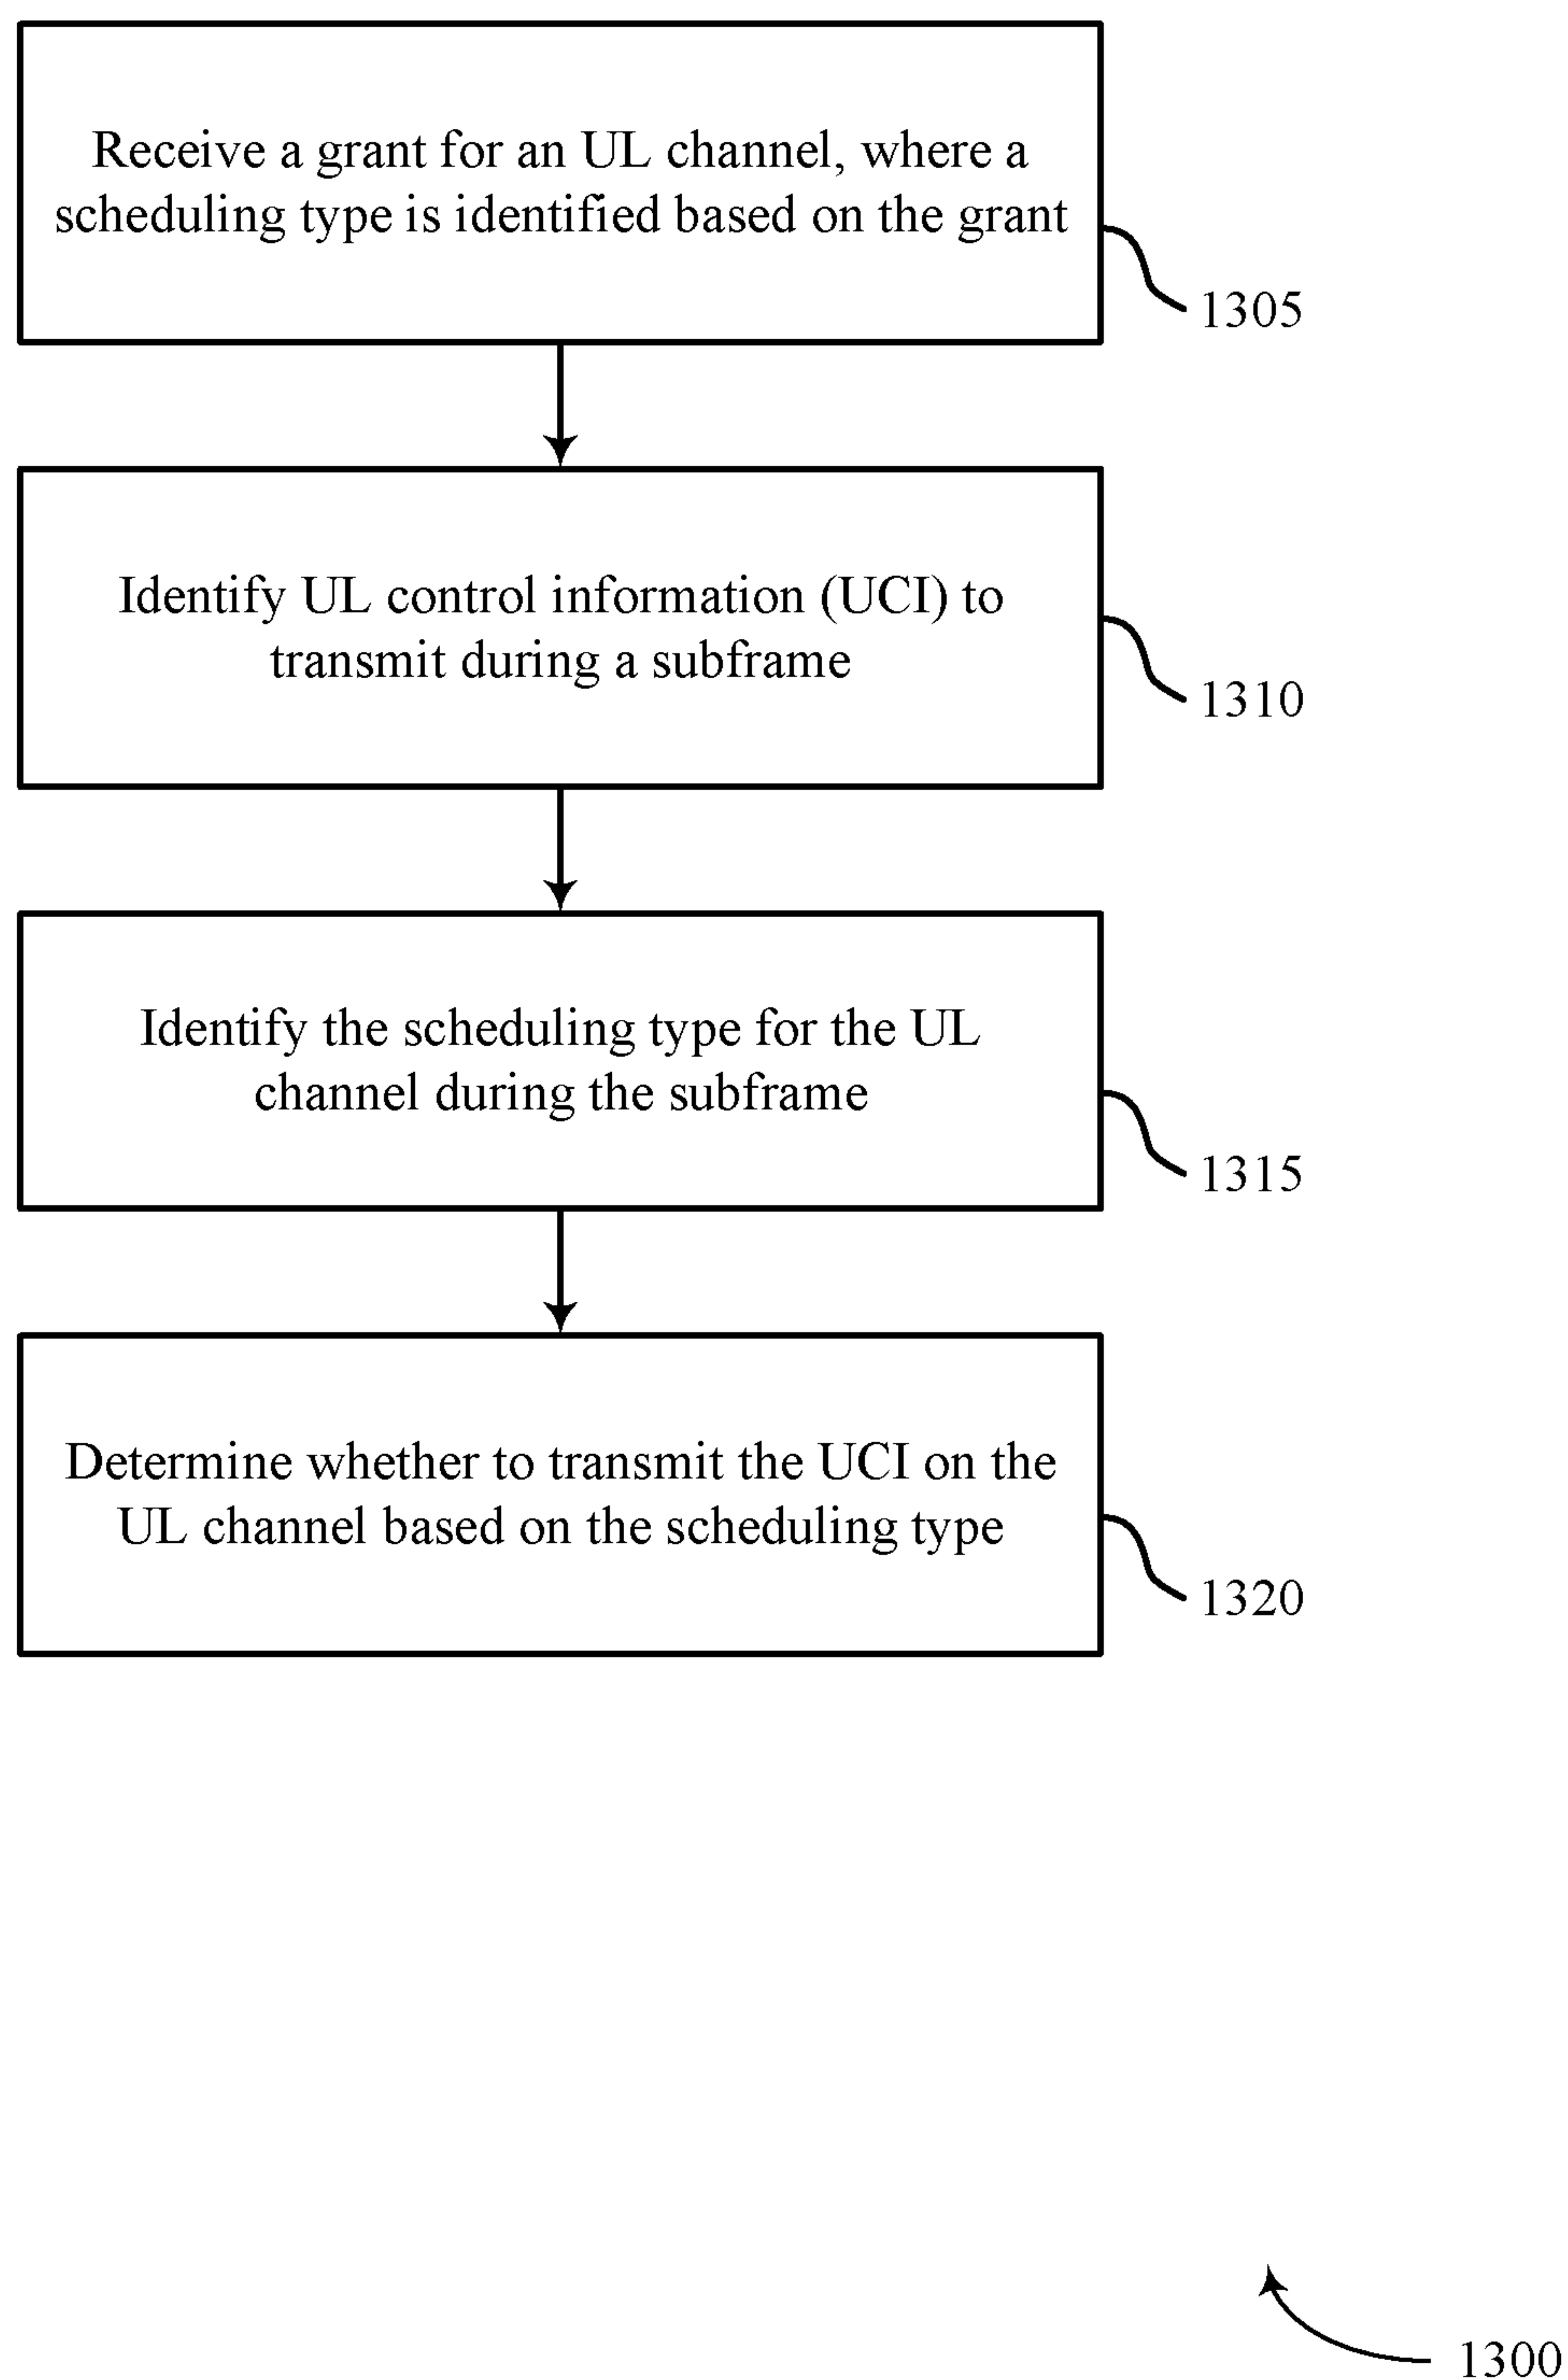 Receive a grant for an UL channel, where a
scheduling type is identified based on the grant
1305
Identify UL control information (UCI) to
transmit during a subframe
1310
Identify the scheduling type for the UL
channel during the subframe
1315
Determine whether to transmit the UCI on the
UL channel based on the scheduling type
1320
1300